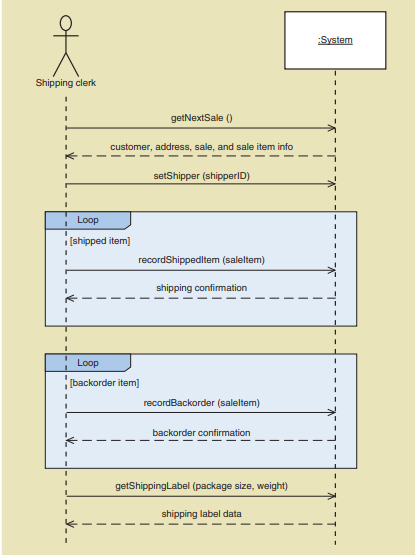 :System
Shipping clerk
getNextSale ()
customer, address, sale, and sale item info
setShipper (shipperID)
Loop
[shipped item]
recordShippedItem (saleItem)
shipping confirmation
Loop
[backorder item]
recordBackorder (saleItem)
backorder confirmation
getShippingLabel (package size, weight)
shipping label data